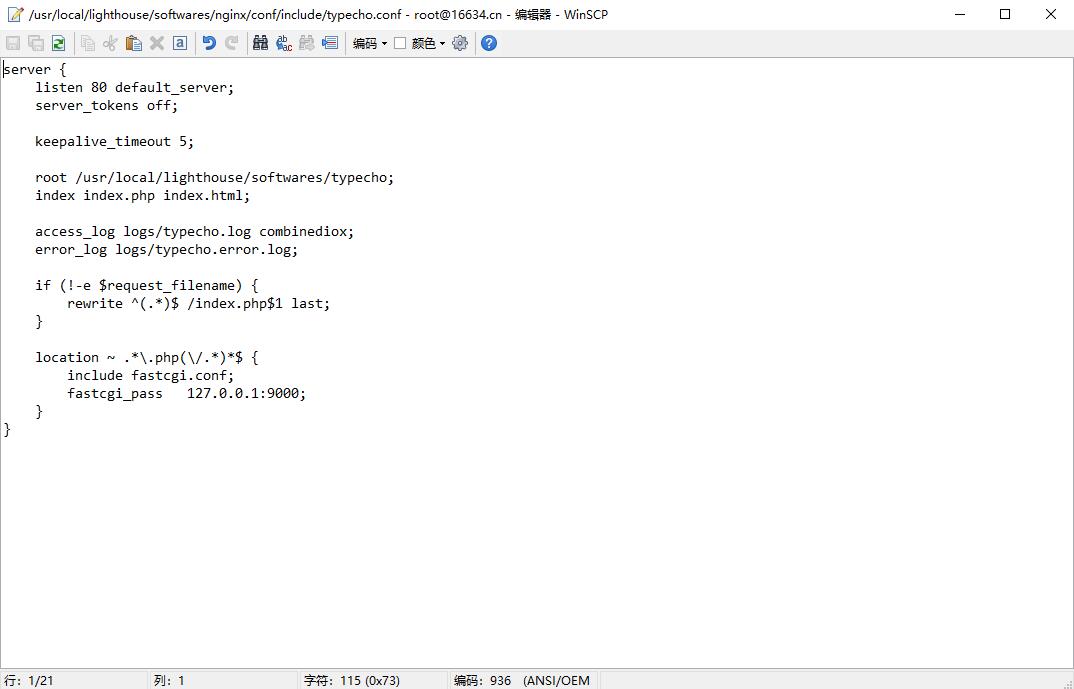 /usr/local/lighthouse/softwares/nginx/conf/include/typecho.conf - root@16634.cn - 编辑器 - WinSCP
编码 颜色
server {
    listen 80 default_server;
    server_tokens off;
    keepalive_timeout 5;
    root /usr/local/lighthouse/softwares/typecho;
    index index.php index.html;
    access_log logs/typecho.log combinediox;
    error_log logs/typecho.error.log;
    if (!-e $request_filename) {
        rewrite ^(.*)$ /index.php$1 last;
    }
    location ~ .*\.php(\/.*)*$ {
        include fastcgi.conf;
        fastcgi_pass   127.0.0.1:9000;
    }
}
行: 1/21 列: 1 字符: 115 (0x73) 编码: 936 (ANSI/OEM